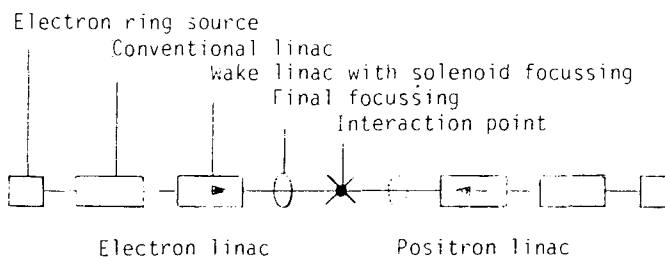 Electron ring source
Conventional linac
Wake linac with solenoid focussing
Final focussing
Interaction point
Electron linac
Positron linac